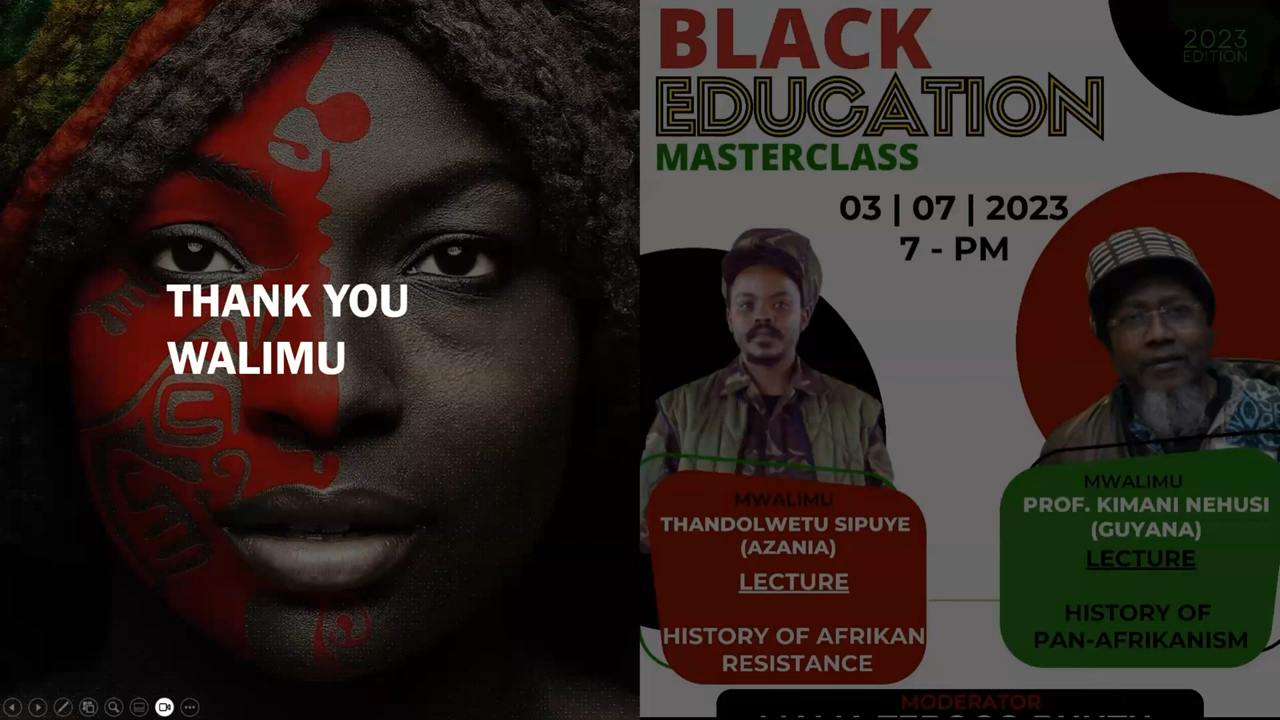 THANK YOU
WALIMU
BLACK
EDUCATION
MASTERCLASS
2023
EDITION
03 | 07 | 2023
7 - PM
MWALIMU
THANDOLWETU SIPUYE
(AZANIA)
LECTURE
HISTORY OF AFRIKAN
RESISTANCE
MWALIMU
PROF. KIMANI NEHUSI
(GUYANA)
LECTURE
HISTORY OF
PAN-AFRIKANISM
MODERATOR